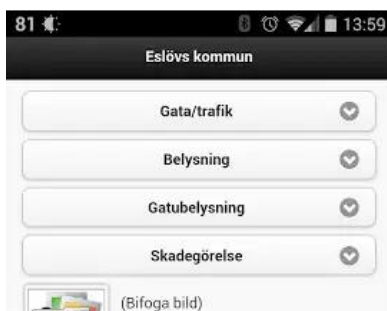 81 13:59
Eslövs kommun
Gata/trafik
Belysning
Gatubelysning
Skadegörelse
(Bifoga bild)